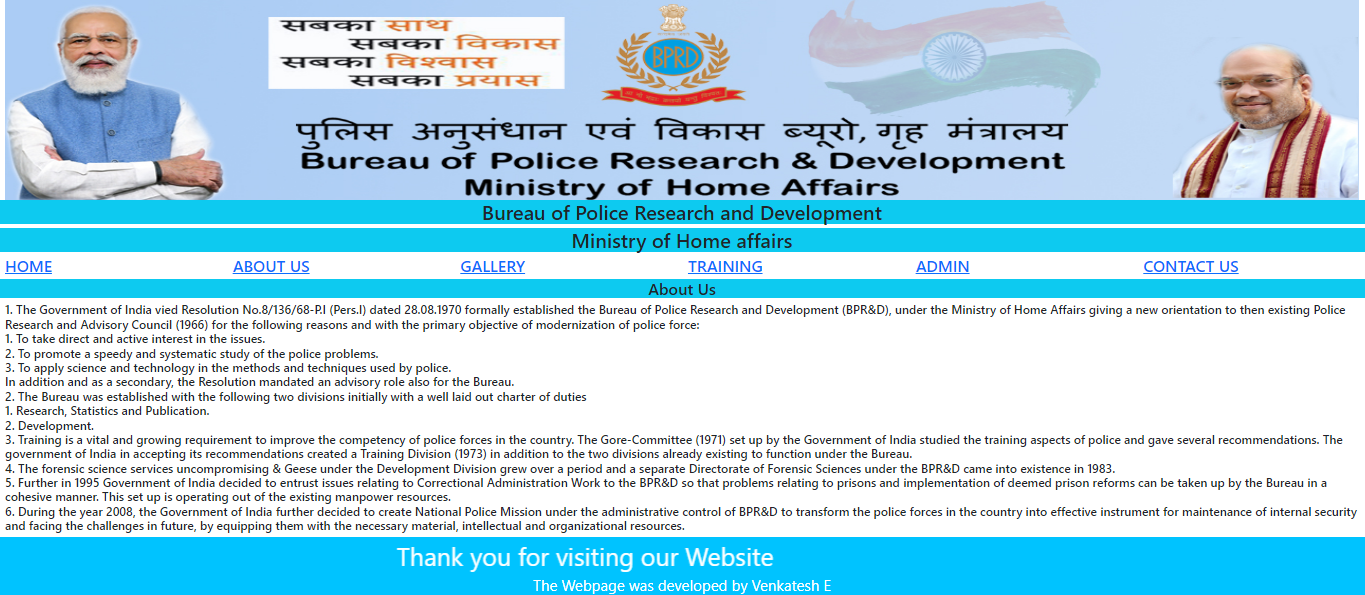 सबका साथ
सबका विकास
सबका विश्वास
सबका प्रयास
BPRD
पुलिस अनुसंधान एवं विकास ब्यूरो, गृह मंत्रालय
Bureau of Police Research & Development
Ministry of Home Affairs
Bureau of Police Research and Development
Ministry of Home affairs
HOME ABOUT US GALLERY TRAINING ADMIN CONTACT US
About Us
1. The Government of India vied Resolution No.8/136/68-P.I (Pers.I) dated 28.08.1970 formally established the Bureau of Police Research and Development (BPR&D), under the Ministry of Home Affairs giving a new orientation to then existing Police
Research and Advisory Council (1966) for the following reasons and with the primary objective of modernization of police force:
1. To take direct and active interest in the issues.
2. To promote a speedy and systematic study of the police problems.
3. To apply science and technology in the methods and techniques used by police.
In addition and as a secondary, the Resolution mandated an advisory role also for the Bureau.
2. The Bureau was established with the following two divisions initially with a well laid out charter of duties
1. Research, Statistics and Publication.
2. Development.
3. Training is a vital and growing requirement to improve the competency of police forces in the country. The Gore-Committee (1971) set up by the Government of India studied the training aspects of police and gave several recommendations. The
government of India in accepting its recommendations created a Training Division (1973) in addition to the two divisions already existing to function under the Bureau.
4. The forensic science services uncompromising & Geese under the Development Division grew over a period and a separate Directorate of Forensic Sciences under the BPR&D came into existence in 1983.
5. Further in 1995 Government of India decided to entrust issues relating to Correctional Administration Work to the BPR&D so that problems relating to prisons and implementation of deemed prison reforms can be taken up by the Bureau in a
cohesive manner. This set up is operating out of the existing manpower resources.
6. During the year 2008, the Government of India further decided to create National Police Mission under the administrative control of BPR&D to transform the police forces in the country into effective instrument for maintenance of internal security
and facing the challenges in future, by equipping them with the necessary material, intellectual and organizational resources.
Thank you for visiting our Website
The Webpage was developed by Venkatesh E